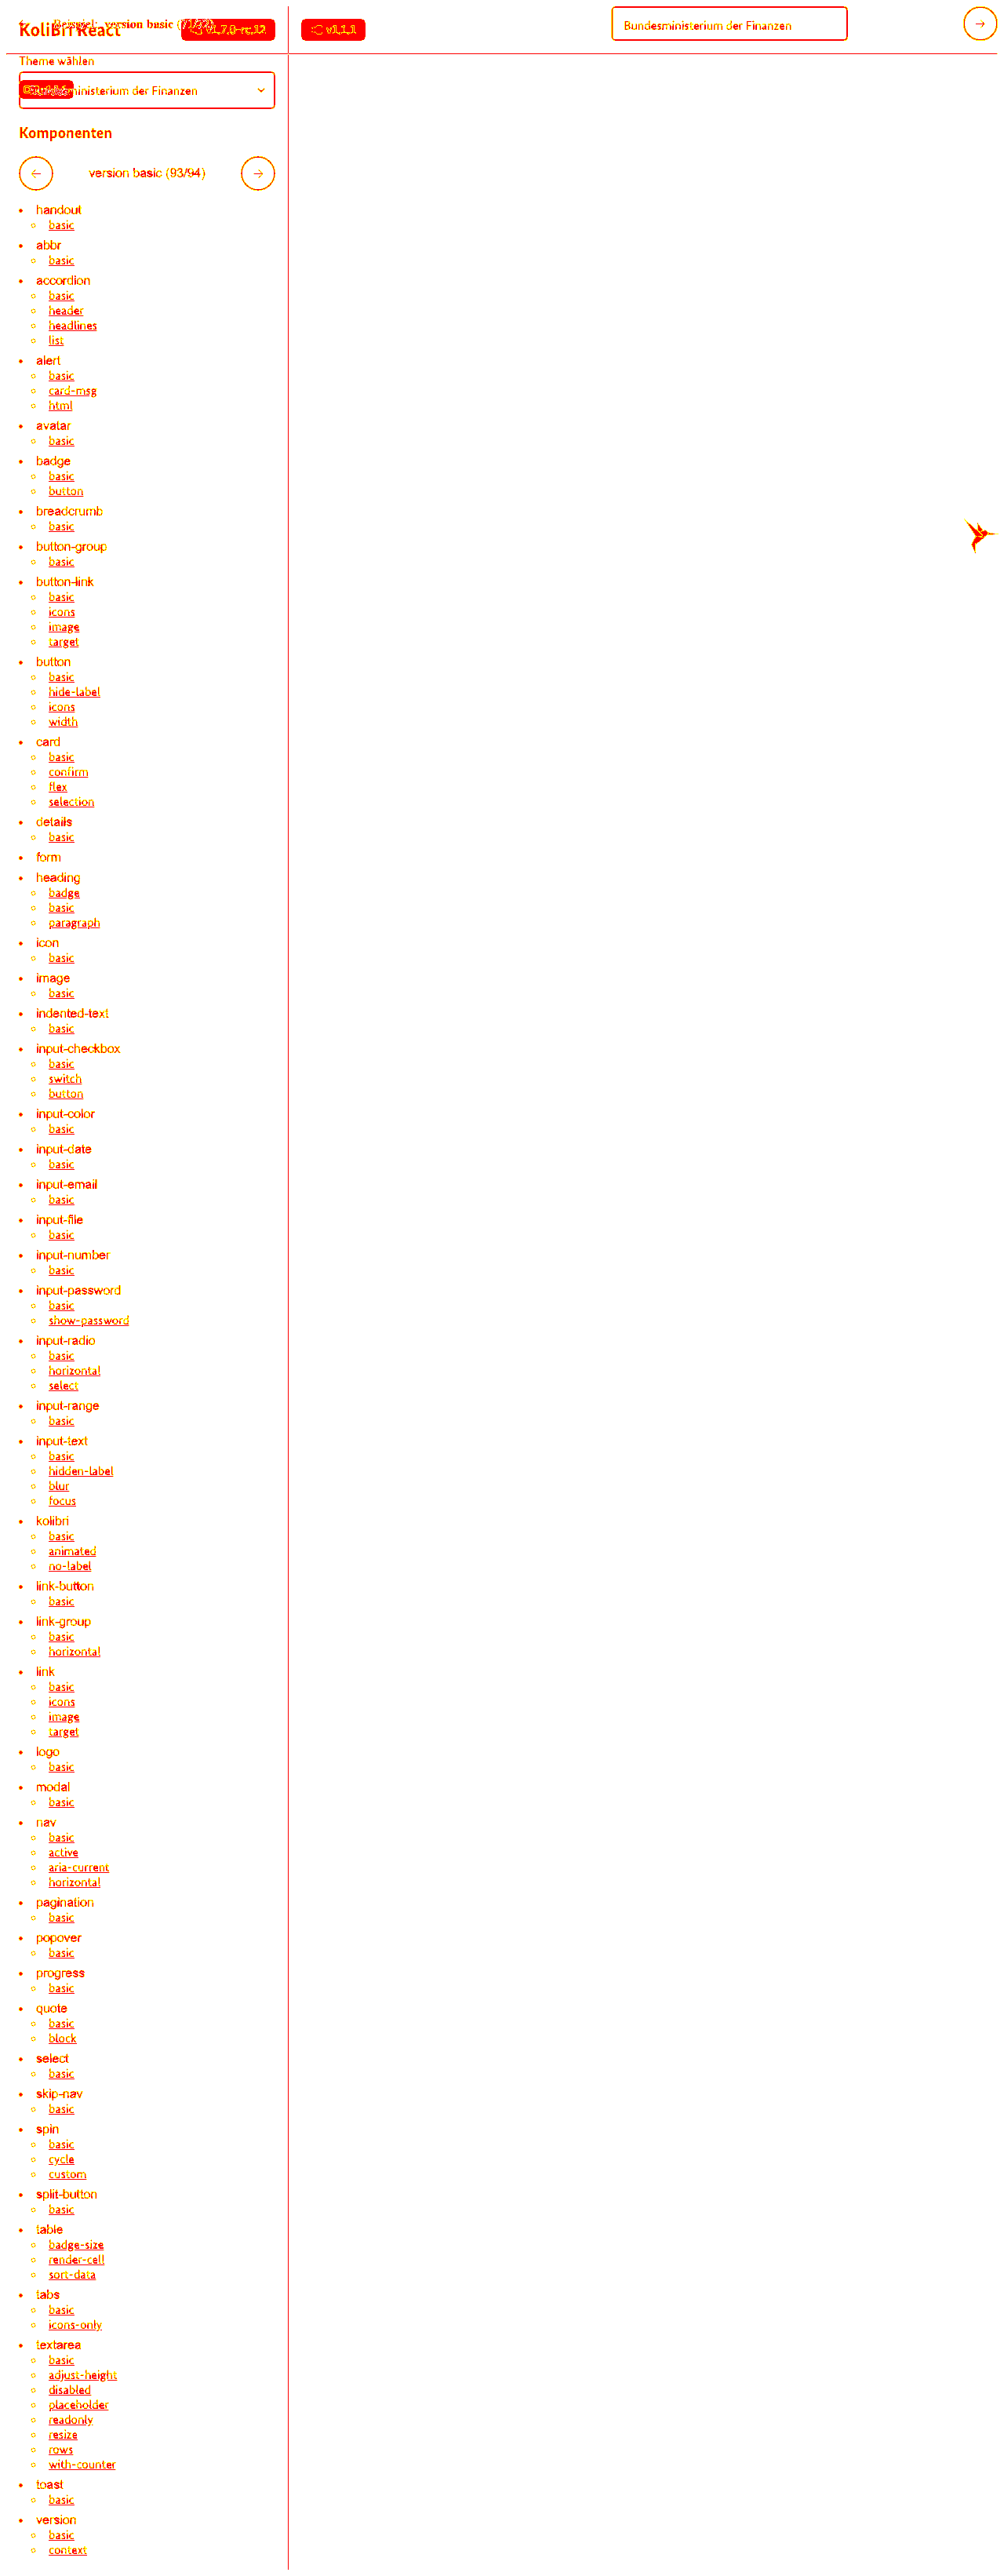 KoliBri React
Beispiel: version basic
v1.7.0-rc.12
v1.1.1
Bundesministerium der Finanzen
Theme wählen
Bundesministerium der Finanzen
Komponenten
version basic (93/94)
handout
basic
abbr
basic
accordion
basic
header
headlines
list
alert
basic
card-msg
html
avatar
basic
badge
basic
button
breadcrumb
basic
button-group
basic
button-link
basic
icons
image
target
button
basic
hide-label
icons
width
card
basic
confirm
flex
selection
details
basic
form
heading
badge
basic
paragraph
icon
basic
image
basic
indented-text
basic
input-checkbox
basic
switch
button
input-color
basic
input-date
basic
input-email
basic
input-file
basic
input-number
basic
input-password
basic
show-password
input-radio
basic
horizontal
select
input-range
basic
input-text
basic
hidden-label
blur
focus
kolibri
basic
animated
no-label
link-button
basic
link-group
basic
horizontal
link
basic
icons
image
target
logo
basic
modal
basic
nav
basic
active
aria-current
horizontal
pagination
basic
popover
basic
progress
basic
quote
basic
block
select
basic
skip-nav
basic
spin
basic
cycle
custom
split-button
basic
table
badge-size
render-cell
sort-data
tabs
basic
icons-only
textarea
basic
adjust-height
disabled
placeholder
readonly
resize
rows
with-counter
toast
basic
version
basic
context